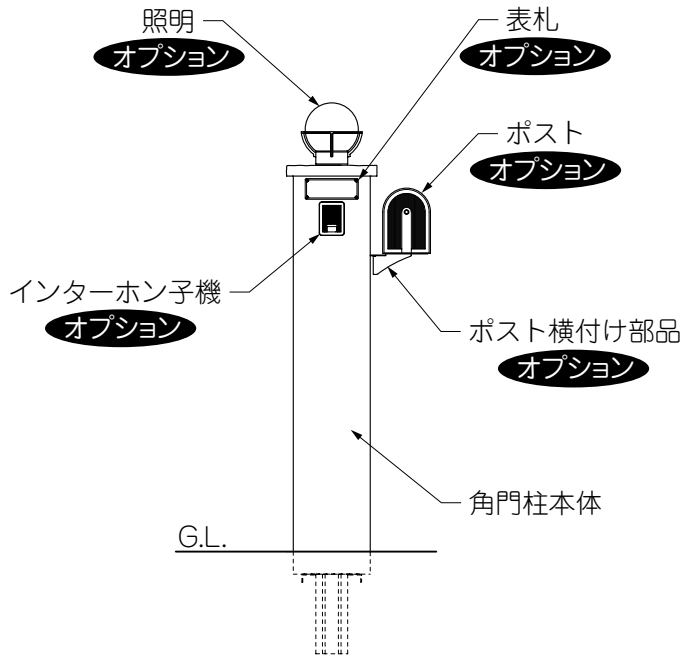 照明
オプション
表札
オプション
ポスト
オプション
インターホン子機
オプション
ポスト横付け部品
オプション
角門柱本体
G.L.